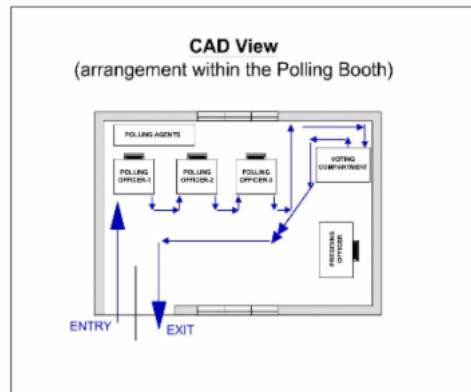 CAD View
(arrangement within the Polling Booth)
POLLING AGENTS
POLLING
OFFICER-1
POLLING
OFFICER-2
POLLING
OFFICER-3
VOTING
COMPARTMENT
PRESIDING
OFFICER
ENTRY
EXIT